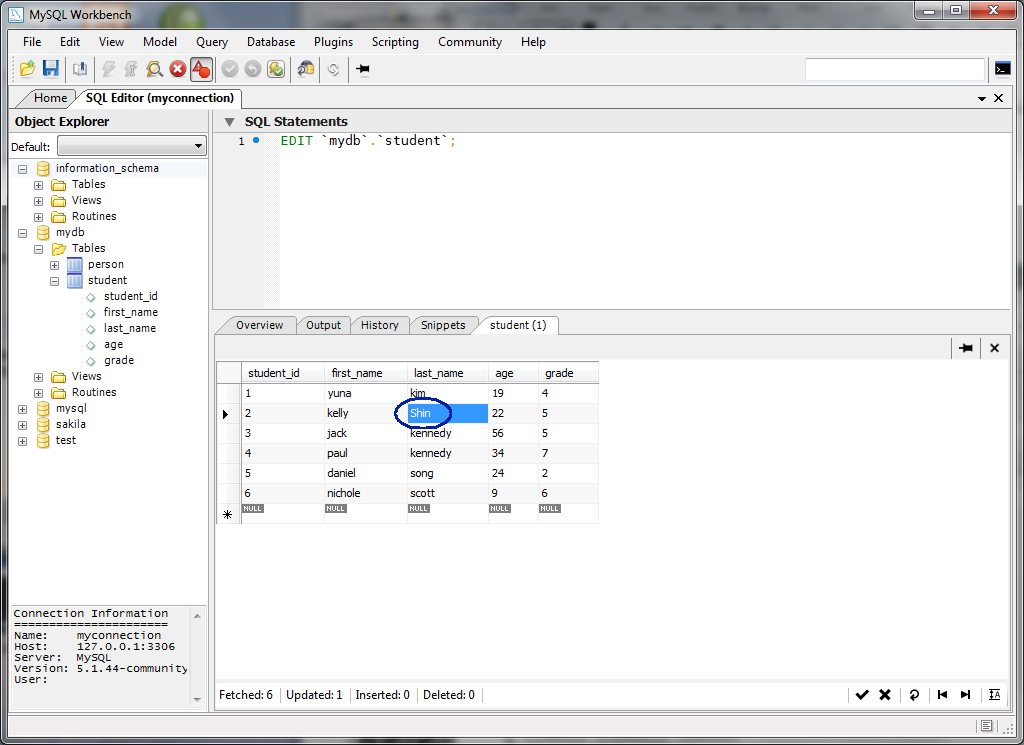 MySQL Workbench
File Edit View Model Query Database Plugins Scripting Community Help
Home SQL Editor (myconnection)
Object Explorer
Default:
information_schema
Tables
Views
Routines
mydb
Tables
person
student
student_id
first_name
last_name
age
grade
Views
Routines
mysql
sakila
test
Connection Information
======================
Name: myconnection
Host: 127.0.0.1:3306
Server: MySQL
Version: 5.1.44-community
User:
SQL Statements
1 EDIT `mydb`.`student`;
Overview Output History Snippets student (1)
student_id first_name last_name age grade
1 yuna kim 19 4
2 kelly Shin 22 5
3 jack kennedy 56 5
4 paul kennedy 34 7
5 daniel song 24 2
6 nichole scott 9 6
* NULL NULL NULL NULL NULL
Fetched: 6 Updated: 1 Inserted: 0 Deleted: 0